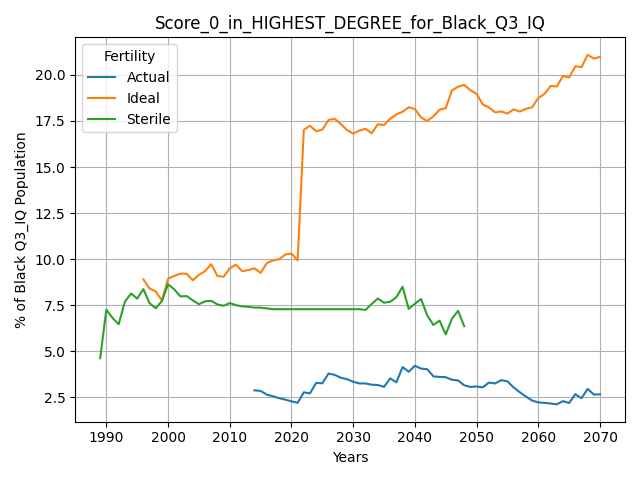 Score_0_in_HIGHEST_DEGREE_for_Black_Q3_IQ
% of Black Q3_IQ Population
20.0
17.5
15.0
12.5
10.0
7.5
5.0
2.5
Fertility
Actual
Ideal
Sterile
1990 2000 2010 2020 2030 2040 2050 2060 2070
Years